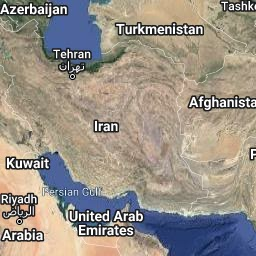 Azerbaijan
Tashke
Turkmenistan
Tehran
تهران
Afghanista
Iran
Kuwait
Persian Gulf
Riyadh
الرياض
United Arab
Emirates
Arabia